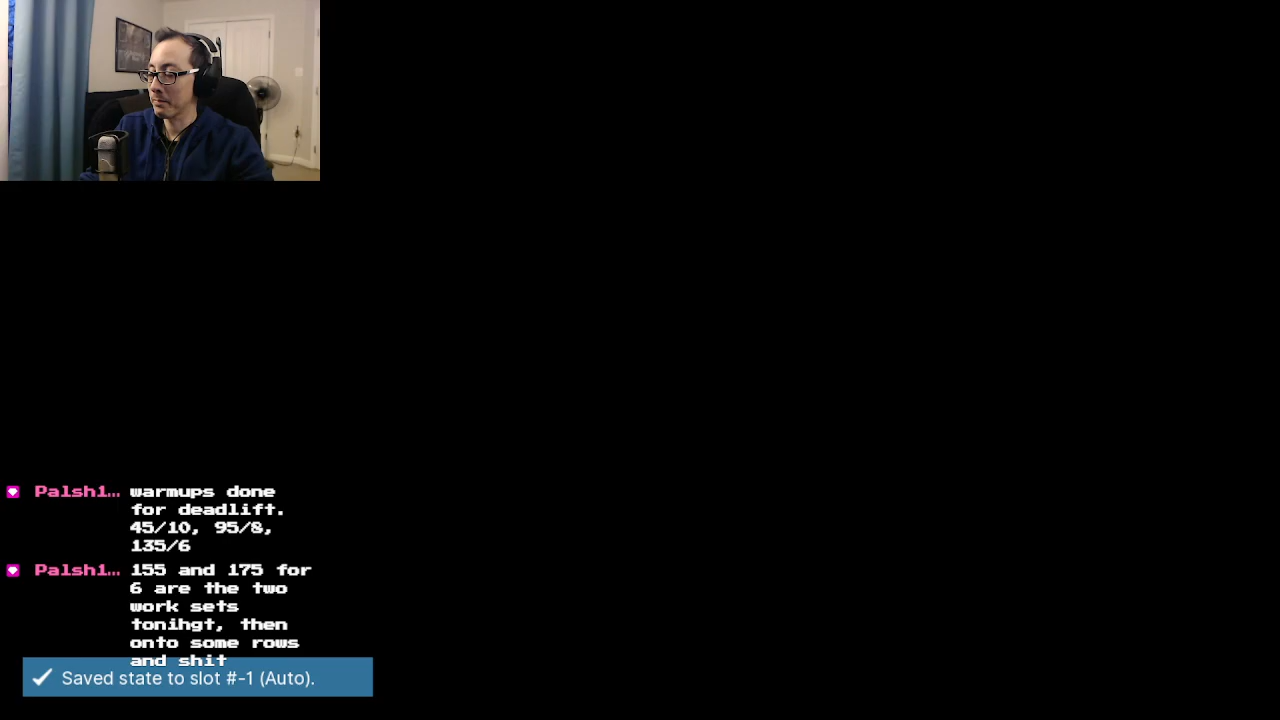 Palsh1… warmups done
for deadlift.
45/10, 95/8,
135/6
Palsh1… 155 and 175 for
6 are the two
work sets
tonihgt, then
onto some rows
and shit
Saved state to slot #-1 (Auto).